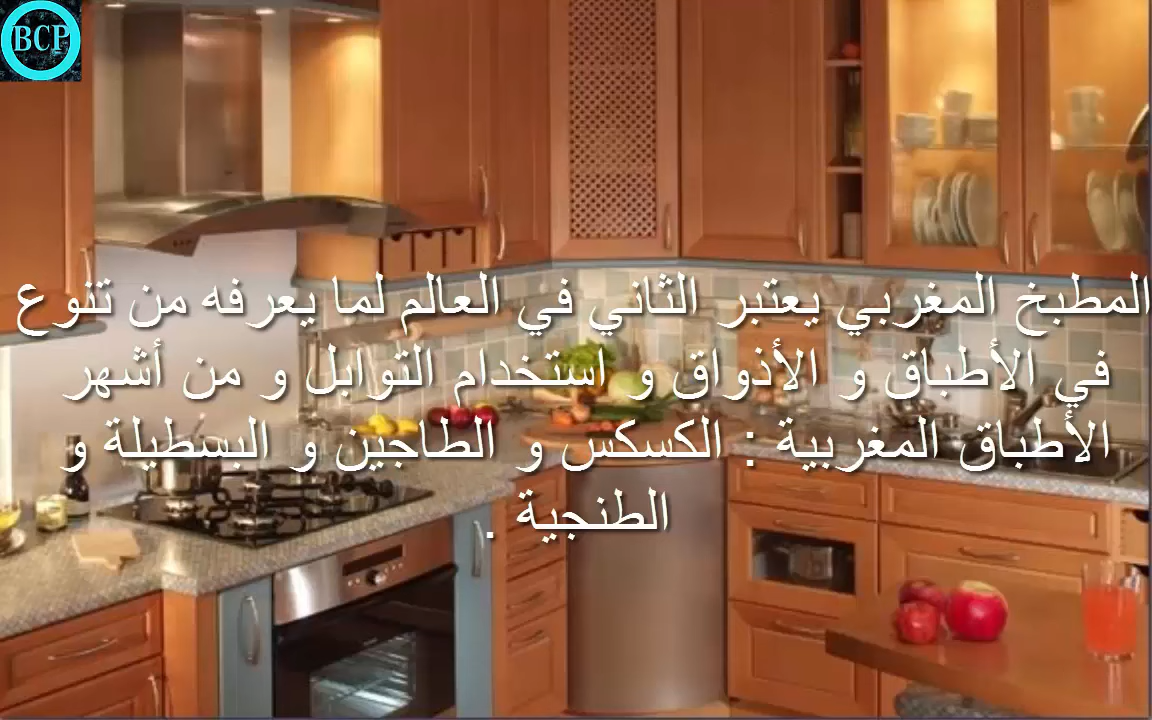 BCP
المطبخ المغربي يعتبر الثاني في العالم لما يعرفه من تنوع
في الأطباق و الأذواق و استخدام التوابل و من أشهر
الأطباق المغربية : الكسكس و الطاجين و البسطيلة و
الطنجية .